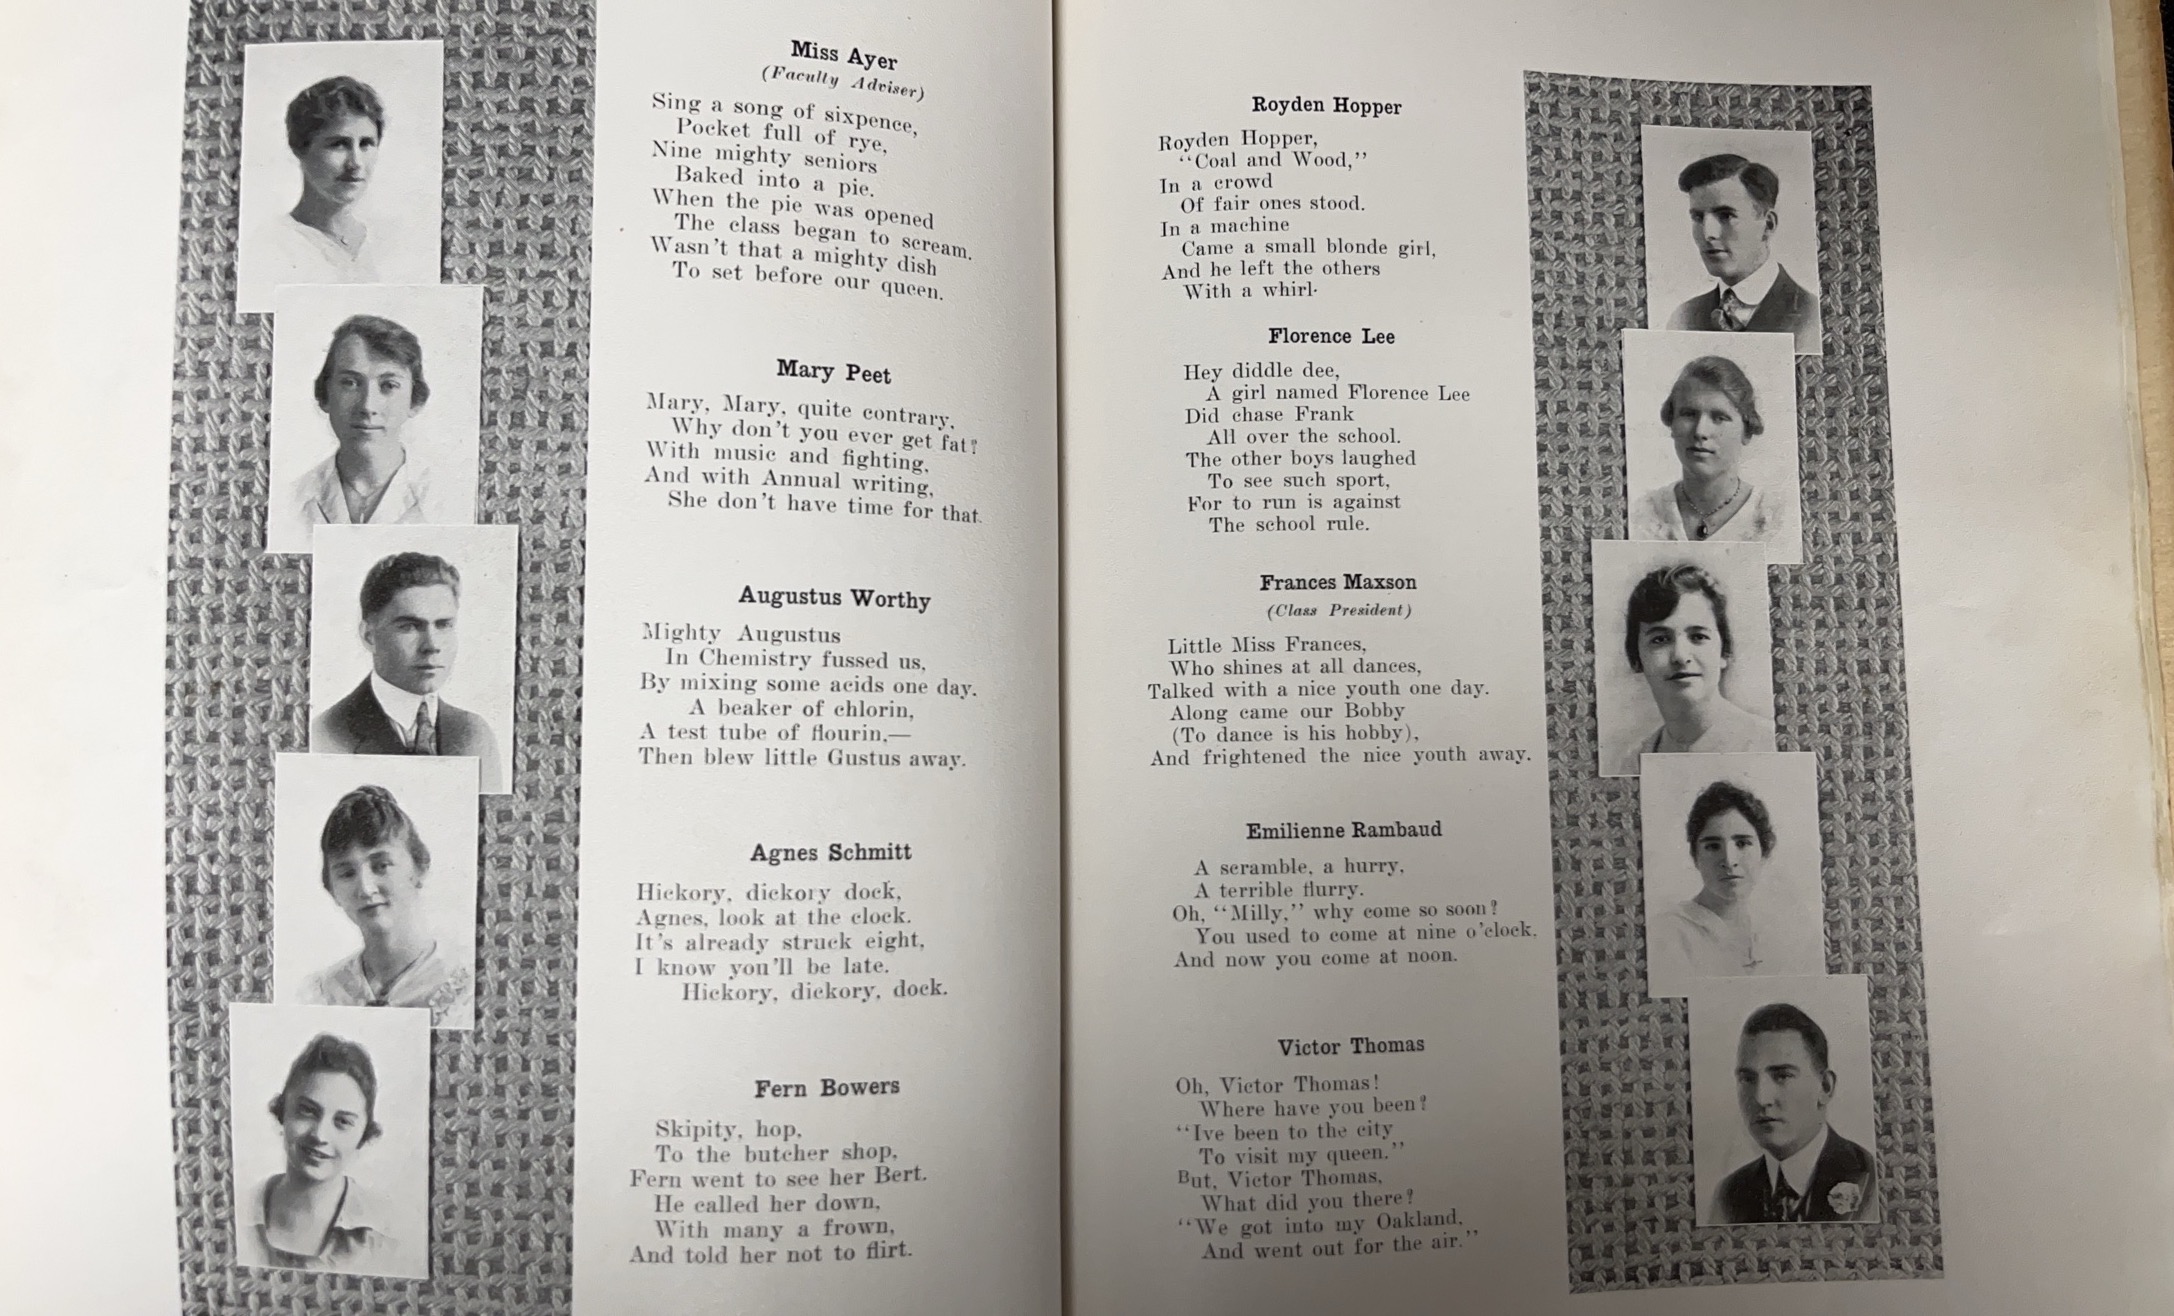 Miss Ayer
(Faculty Adviser)
Sing a song of sixpence,
Pocket full of rye,
Nine mighty seniors
Baked into a pie.
When the pie was opened
The class began to scream.
Wasn't that a mighty dish
To set before our queen.
Mary Peet
Mary, Mary, quite contrary,
Why don't you ever get fat?
With music and fighting,
And with Annual writing,
She don't have time for that.
Augustus Worthy
Mighty Augustus
In Chemistry fussed us,
By mixing some acids one day.
A beaker of chlorin,
A test tube of flourin,—
Then blew little Gustus away.
Agnes Schmitt
Hickory, dickory dock,
Agnes, look at the clock.
It's already struck eight,
I know you'll be late.
Hickory, dickory, dock.
Fern Bowers
Skipity, hop,
To the butcher shop,
Fern went to see her Bert.
He called her down,
With many a frown,
And told her not to flirt.
Royden Hopper
Royden Hopper,
"Coal and Wood,"
In a crowd
Of fair ones stood.
In a machine
Came a small blonde girl,
And he left the others
With a whirl.
Florence Lee
Hey diddle dee,
A girl named Florence Lee
Did chase Frank
All over the school.
The other boys laughed
To see such sport,
For to run is against
The school rule.
Frances Maxson
(Class President)
Little Miss Frances,
Who shines at all dances,
Talked with a nice youth one day.
Along came our Bobby
(To dance is his hobby),
And frightened the nice youth away.
Emilienne Rambaud
A scramble, a hurry,
A terrible flurry.
Oh, "Milly," why come so soon?
You used to come at nine o'clock,
And now you come at noon.
Victor Thomas
Oh, Victor Thomas!
Where have you been?
"Ive been to the city
To visit my queen."
But, Victor Thomas,
What did you there?
"We got into my Oakland,
And went out for the air."